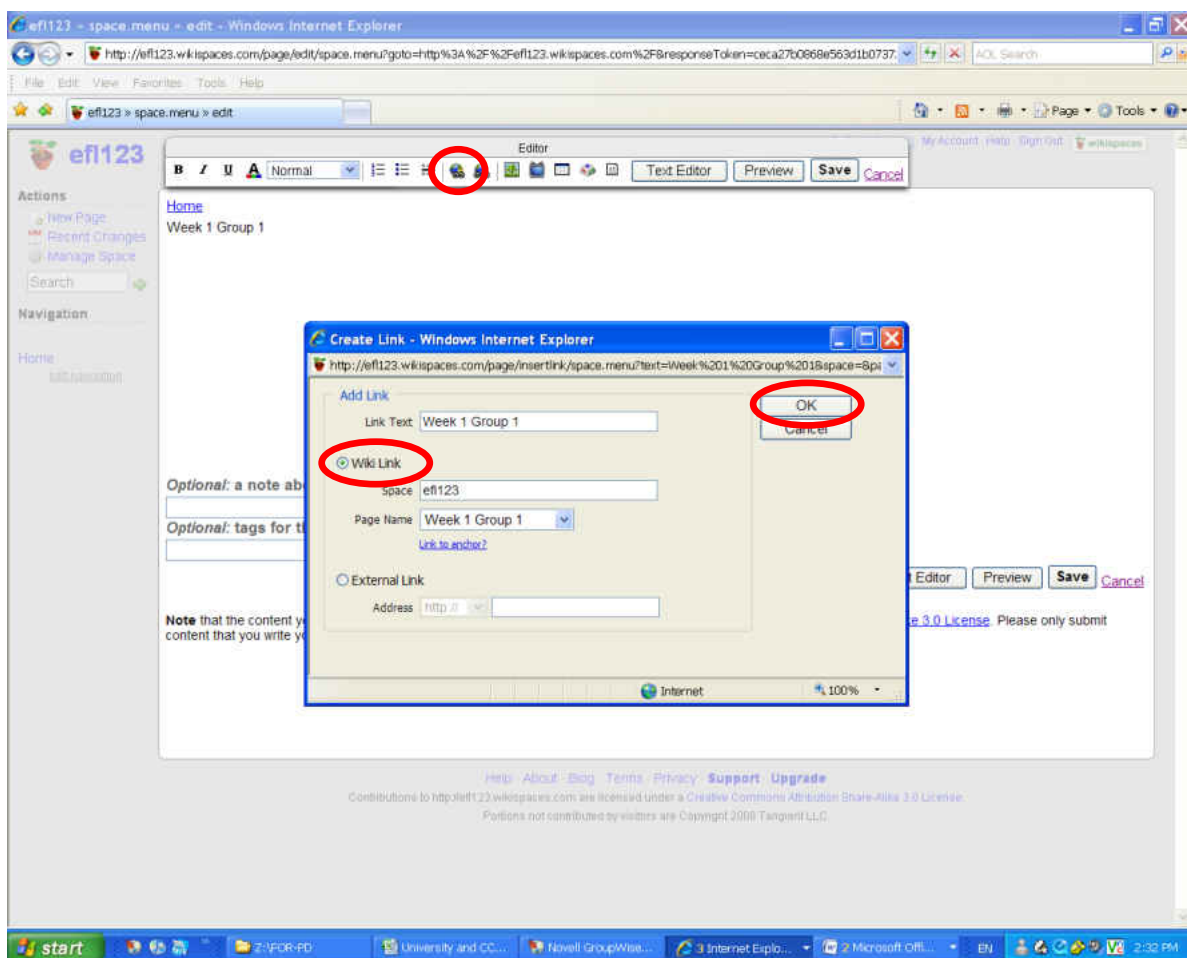 efl123 - space.menu - edit - Windows Internet Explorer
http://efl123.wikispaces.com/page/edit/space.menu?goto=http%3A%2F%2Fefl123.wikispaces.com%2F&responseToken=ceca27b0868e563d1b0737.
AOL Search
File Edit View Favorites Tools Help
efl123 » space.menu » edit
Page Tools
efl123
My Account Help Sign Out wikispaces
Editor
B I U A Normal Text Editor Preview Save Cancel
Actions
New Page
Recent Changes
Manage Space
Search
Navigation
Home
edit navigation
Home
Week 1 Group 1
Create Link - Windows Internet Explorer
http://efl123.wikispaces.com/page/insertlink/space.menu?text=Week%201%20Group%201&space=&pa
Add Link
Link Text Week 1 Group 1
OK
Cancel
Wiki Link
Space efl123
Page Name Week 1 Group 1
Link to anchor?
External Link
Address http://
Internet 100%
Optional: a note abo
Optional: tags for th
t Editor Preview Save Cancel
Note that the content y
e 3.0 License. Please only submit
content that you write yo
Help About Blog Terms Privacy Support Upgrade
Contributions to http://efl123.wikispaces.com are licensed under a Creative Commons Attribution Share-Alike 3.0 License.
Portions not contributed by visitors are Copyright 2008 Tangient LLC.
start Z:\FOR-PD University and CC... Novell GroupWise... 3 Internet Explo... 2 Microsoft Offi... EN 2:32 PM